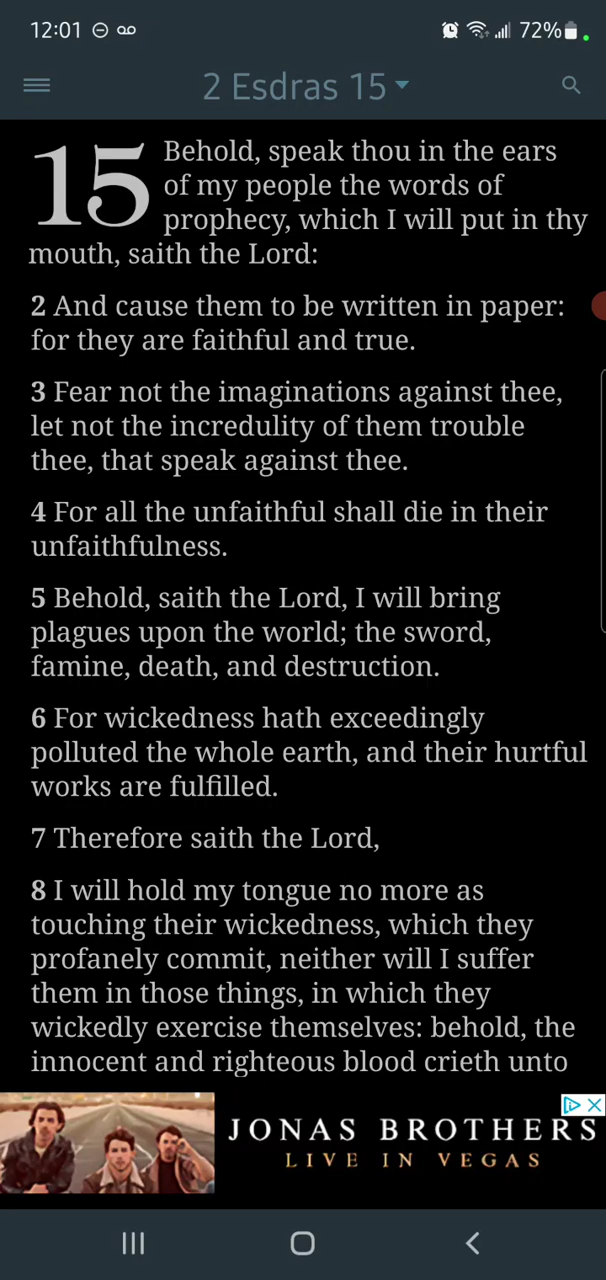 12:01
72%
2 Esdras 15
15 Behold, speak thou in the ears
of my people the words of
prophecy, which I will put in thy
mouth, saith the Lord:
2 And cause them to be written in paper:
for they are faithful and true.
3 Fear not the imaginations against thee,
let not the incredulity of them trouble
thee, that speak against thee.
4 For all the unfaithful shall die in their
unfaithfulness.
5 Behold, saith the Lord, I will bring
plagues upon the world; the sword,
famine, death, and destruction.
6 For wickedness hath exceedingly
polluted the whole earth, and their hurtful
works are fulfilled.
7 Therefore saith the Lord,
8 I will hold my tongue no more as
touching their wickedness, which they
profanely commit, neither will I suffer
them in those things, in which they
wickedly exercise themselves: behold, the
innocent and righteous blood crieth unto
JONAS BROTHERS
LIVE IN VEGAS